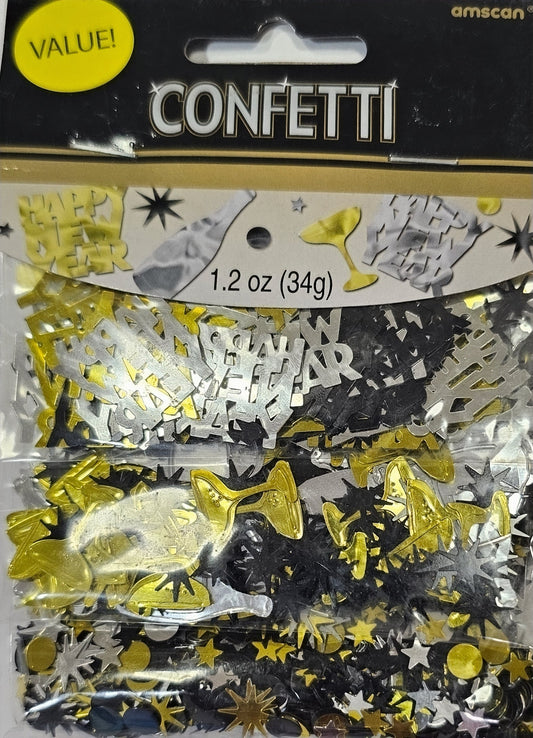 amscan
VALUE!
CONFETTI
HAPPY
NEW
YEAR
1.2 oz (34g)